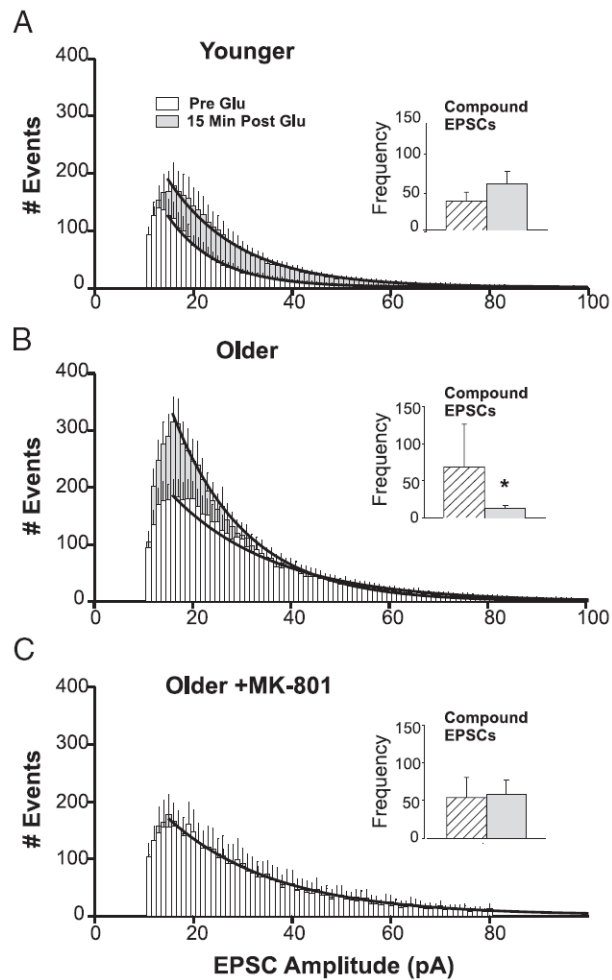 A
Younger
400
300
200
100
0
# Events
Pre Glu
15 Min Post Glu
Compound
EPSCs
150
100
50
0
Frequency
0
20
40
60
80
100
B
Older
400
300
200
100
0
# Events
Compound
EPSCs
150
100
50
0
Frequency
*
0
20
40
60
80
100
C
Older +MK-801
400
300
200
100
0
# Events
Compound
EPSCs
150
100
50
0
Frequency
0
20
40
60
80
100
EPSC Amplitude (pA)